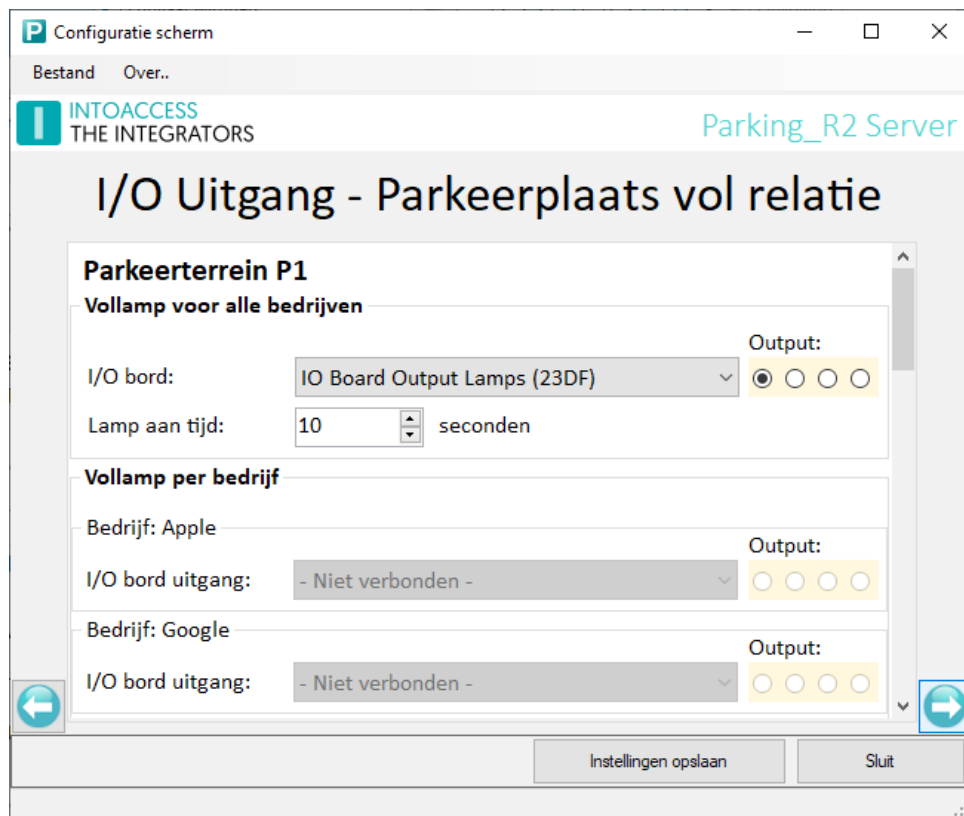 Configuratie scherm
Bestand Over..
INTOACCESS
THE INTEGRATORS
Parking_R2 Server
I/O Uitgang - Parkeerplaats vol relatie
Parkeerterrein P1
Vollamp voor alle bedrijven
Output:
I/O bord: IO Board Output Lamps (23DF)
Lamp aan tijd: 10 seconden
Vollamp per bedrijf
Bedrijf: Apple
Output:
I/O bord uitgang: - Niet verbonden -
Bedrijf: Google
Output:
I/O bord uitgang: - Niet verbonden -
Instellingen opslaan Sluit